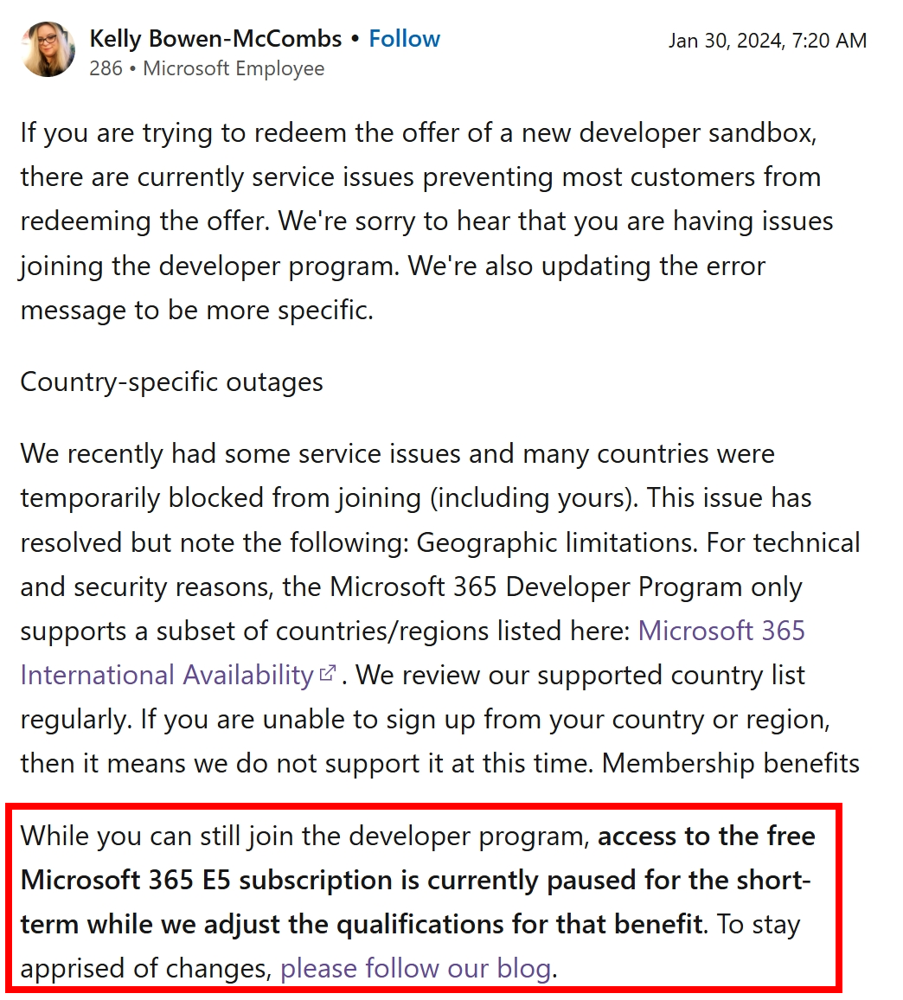 Kelly Bowen-McCombs • Follow
Jan 30, 2024, 7:20 AM
286 • Microsoft Employee
If you are trying to redeem the offer of a new developer sandbox,
there are currently service issues preventing most customers from
redeeming the offer. We're sorry to hear that you are having issues
joining the developer program. We're also updating the error
message to be more specific.
Country-specific outages
We recently had some service issues and many countries were
temporarily blocked from joining (including yours). This issue has
resolved but note the following: Geographic limitations. For technical
and security reasons, the Microsoft 365 Developer Program only
supports a subset of countries/regions listed here: Microsoft 365
International Availability. We review our supported country list
regularly. If you are unable to sign up from your country or region,
then it means we do not support it at this time. Membership benefits
While you can still join the developer program, access to the free
Microsoft 365 E5 subscription is currently paused for the short-
term while we adjust the qualifications for that benefit. To stay
apprised of changes, please follow our blog.